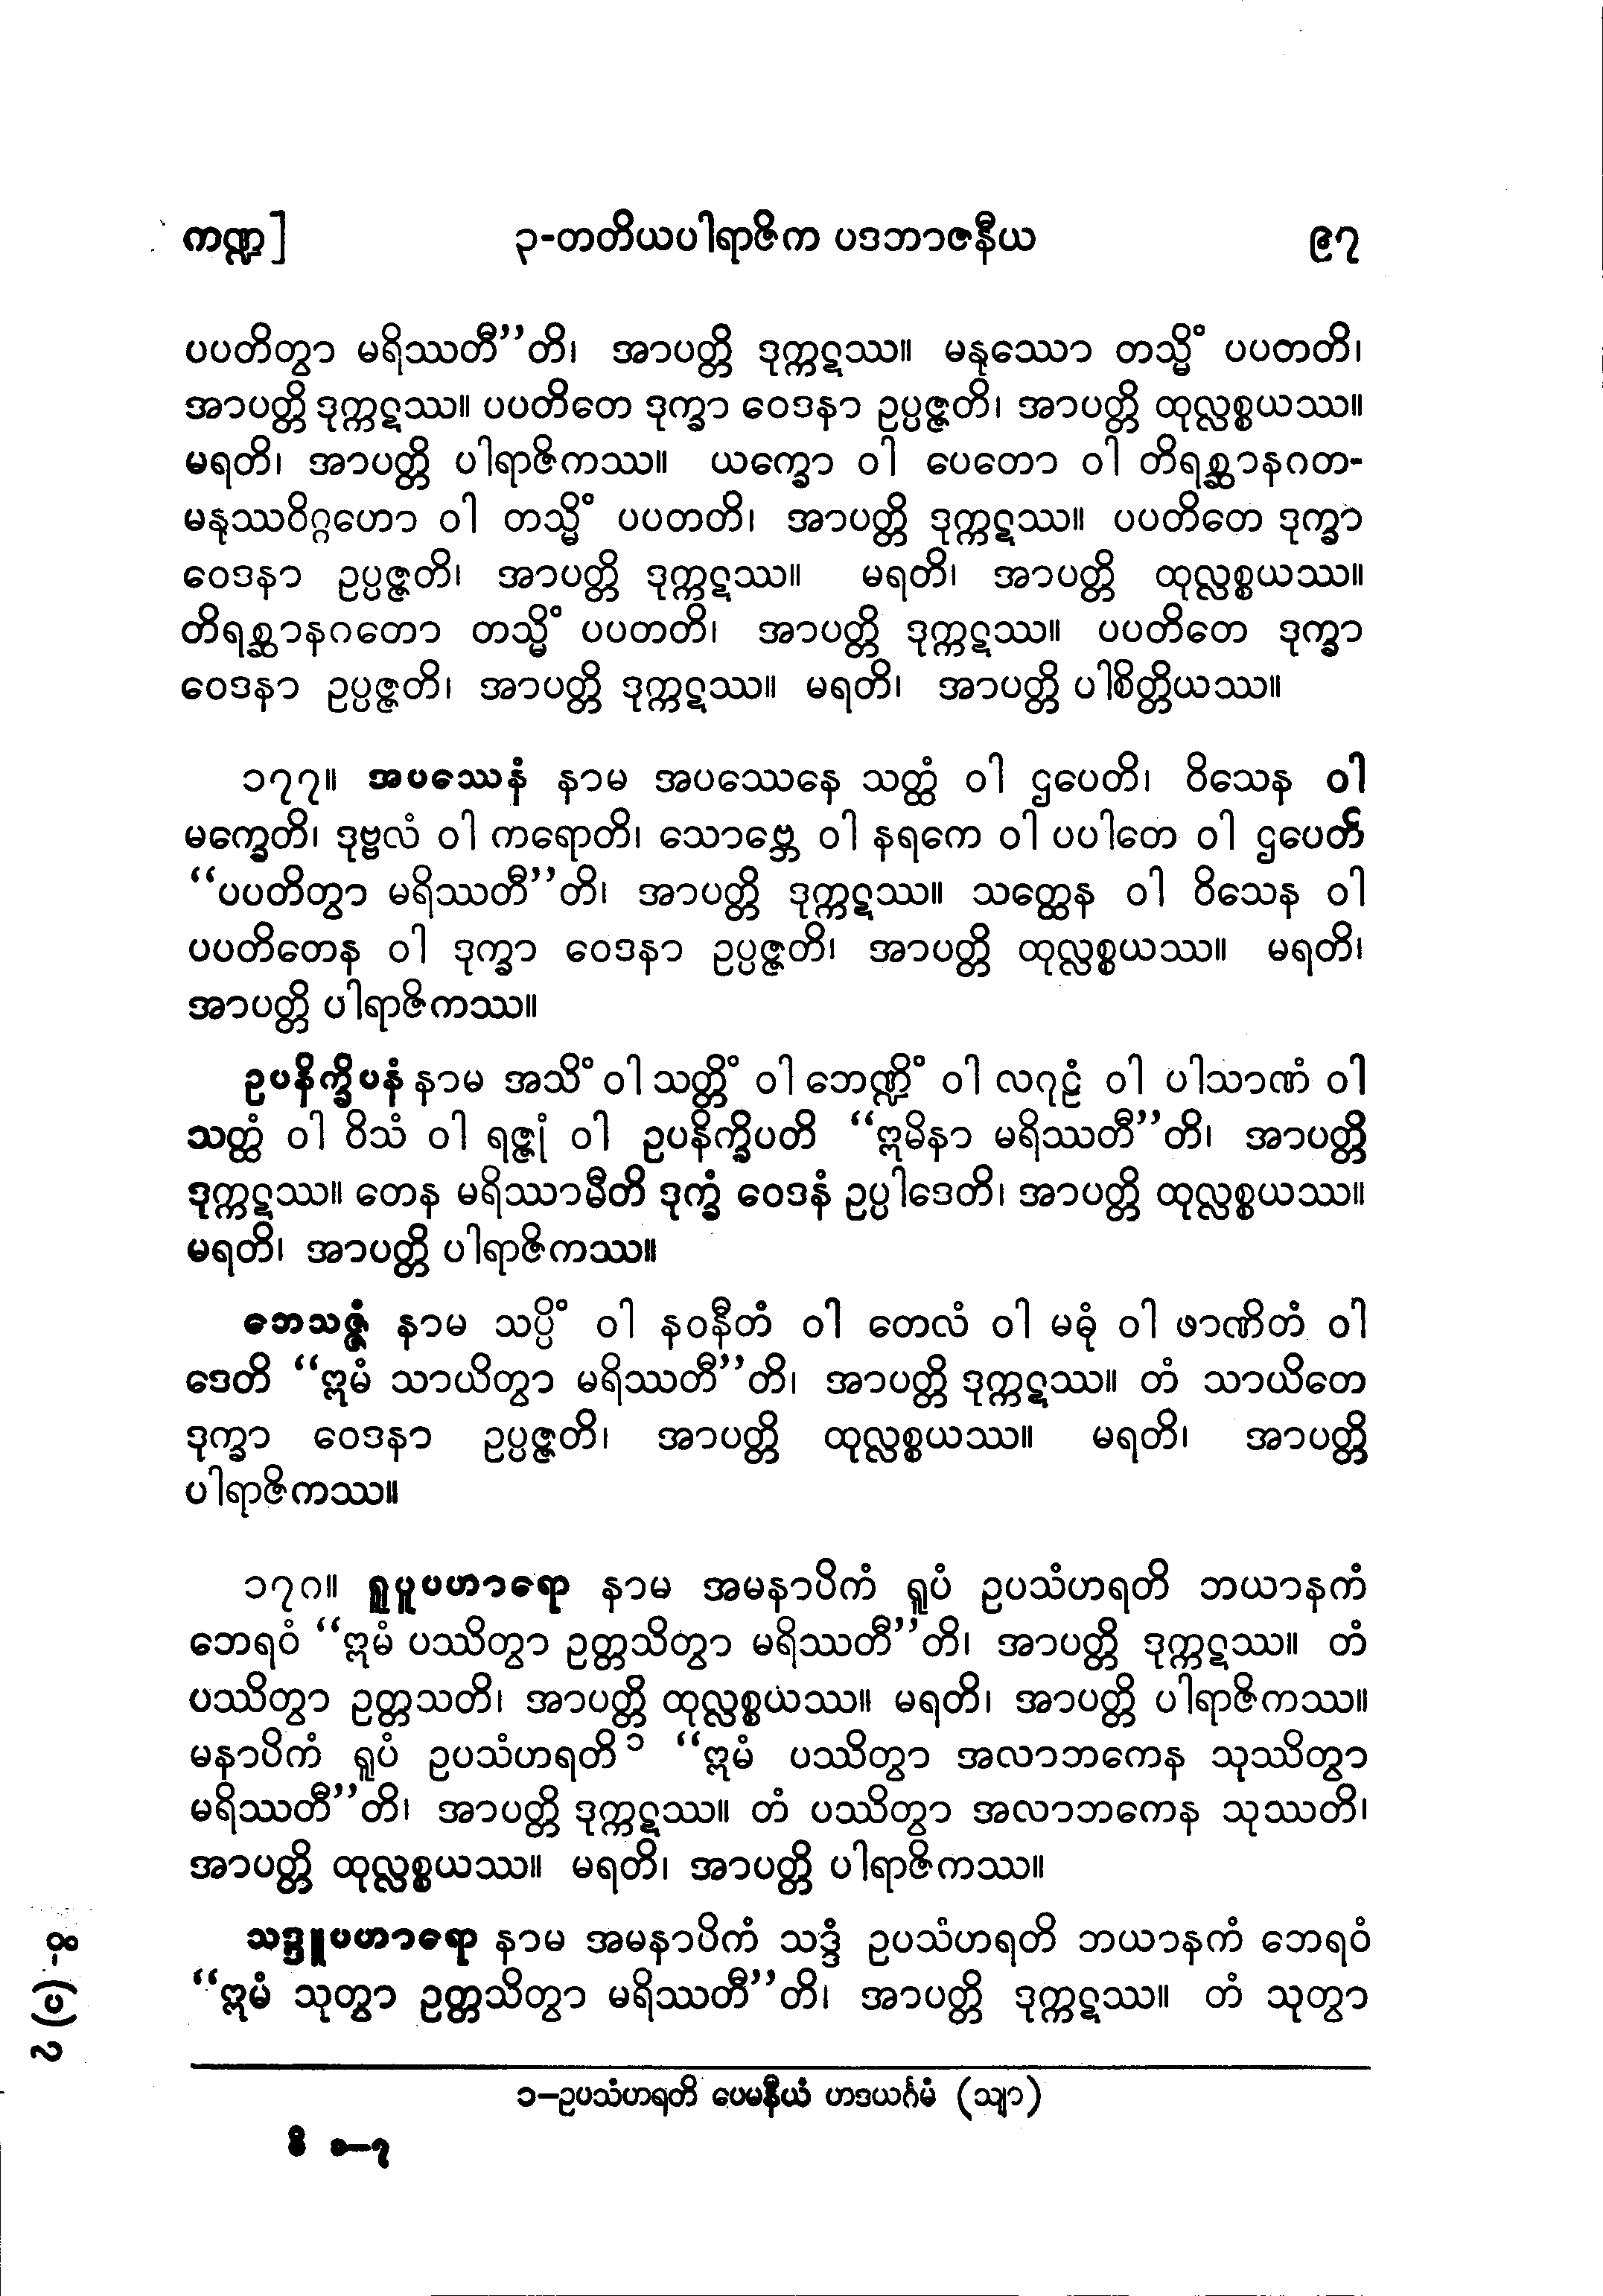 ကဏ္ဍ] ၃-တတိယပါရာဇိက ပဒဘာဇနီယ ၉၇
ပပတိတွာ မရိဿတီ”တိ၊ အာပတ္တိ ဒုက္ကဋဿ။ မနုဿော တသ္မိံ ပပတတိ၊
အာပတ္တိ ဒုက္ကဋဿ။ ပပတိတေ ဒုက္ခာ ဝေဒနာ ဥပ္ပဇ္ဇတိ၊ အာပတ္တိ ထုလ္လစ္စယဿ။
မရတိ၊ အာပတ္တိ ပါရာဇိကဿ။ ယက္ခော ဝါ ပေတော ဝါ တိရစ္ဆာနဂတ-
မနုဿဝိဂ္ဂဟော ဝါ တသ္မိံ ပပတတိ၊ အာပတ္တိ ဒုက္ကဋဿ။ ပပတိတေ ဒုက္ခာ
ဝေဒနာ ဥပ္ပဇ္ဇတိ၊ အာပတ္တိ ဒုက္ကဋဿ။ မရတိ၊ အာပတ္တိ ထုလ္လစ္စယဿ။
တိရစ္ဆာနဂတော တသ္မိံ ပပတတိ၊ အာပတ္တိ ဒုက္ကဋဿ။ ပပတိတေ ဒုက္ခာ
ဝေဒနာ ဥပ္ပဇ္ဇတိ၊ အာပတ္တိ ဒုက္ကဋဿ။ မရတိ၊ အာပတ္တိ ပါစိတ္တိယဿ။
၁၇၇။ အပဿေနံ နာမ အပဿေနေ သတ္ထံ ဝါ ဌပေတိ၊ ဝိသေန ဝါ
မက္ခေတိ၊ ဒုဗ္ဗလံ ဝါ ကရောတိ၊ သောဗ္ဘေ ဝါ နရကေ ဝါ ပပါတေ ဝါ ဌပေတိ
“ပပတိတွာ မရိဿတီ”တိ၊ အာပတ္တိ ဒုက္ကဋဿ။ သတ္ထေန ဝါ ဝိသေန ဝါ
ပပတိတေန ဝါ ဒုက္ခာ ဝေဒနာ ဥပ္ပဇ္ဇတိ၊ အာပတ္တိ ထုလ္လစ္စယဿ။ မရတိ၊
အာပတ္တိ ပါရာဇိကဿ။
ဥပနိက္ခိပနံ နာမ အသိံ ဝါ သတ္တိံ ဝါ ဘေဏ္ဍိံ ဝါ လဂုဠံ ဝါ ပါသာဏံ ဝါ
သတ္ထံ ဝါ ဝိသံ ဝါ ရဇ္ဇုံ ဝါ ဥပနိက္ခိပတိ “ဣမိနာ မရိဿတီ”တိ၊ အာပတ္တိ
ဒုက္ကဋဿ။ တေန မရိဿာမီတိ ဒုက္ခံ ဝေဒနံ ဥပ္ပါဒေတိ၊ အာပတ္တိ ထုလ္လစ္စယဿ။
မရတိ၊ အာပတ္တိ ပါရာဇိကဿ။
ဘေသဇ္ဇံ နာမ သပ္ပိံ ဝါ နဝနီတံ ဝါ တေလံ ဝါ မဓုံ ဝါ ဖာဏိတံ ဝါ
ဒေတိ “ဣမံ သာယိတွာ မရိဿတီ”တိ၊ အာပတ္တိ ဒုက္ကဋဿ။ တံ သာယိတေ
ဒုက္ခာ ဝေဒနာ ဥပ္ပဇ္ဇတိ၊ အာပတ္တိ ထုလ္လစ္စယဿ။ မရတိ၊ အာပတ္တိ
ပါရာဇိကဿ။
၁၇၈။ ရူပူပဟာရော နာမ အမနာပိကံ ရူပံ ဥပသံဟရတိ ဘယာနကံ
ဘေရဝံ “ဣမံ ပဿိတွာ ဥတ္တသိတွာ မရိဿတီ”တိ၊ အာပတ္တိ ဒုက္ကဋဿ။ တံ
ပဿိတွာ ဥတ္တသတိ၊ အာပတ္တိ ထုလ္လစ္စယဿ။ မရတိ၊ အာပတ္တိ ပါရာဇိကဿ။
မနာပိကံ ရူပံ ဥပသံဟရတိ ၁ “ဣမံ ပဿိတွာ အလာဘကေန သုဿိတွာ
မရိဿတီ”တိ၊ အာပတ္တိ ဒုက္ကဋဿ။ တံ ပဿိတွာ အလာဘကေန သုဿတိ၊
အာပတ္တိ ထုလ္လစ္စယဿ။ မရတိ၊ အာပတ္တိ ပါရာဇိကဿ။
သဒ္ဒူပဟာရော နာမ အမနာပိကံ သဒ္ဒံ ဥပသံဟရတိ ဘယာနကံ ဘေရဝံ
“ဣမံ သုတွာ ဥတ္တသိတွာ မရိဿတီ”တိ၊ အာပတ္တိ ဒုက္ကဋဿ။ တံ သုတွာ
၁−ဥပသံဟရတိ ပေမနီယံ ဟဒယင်္ဂမံ (သျာ)
ဝိ ၁−၇